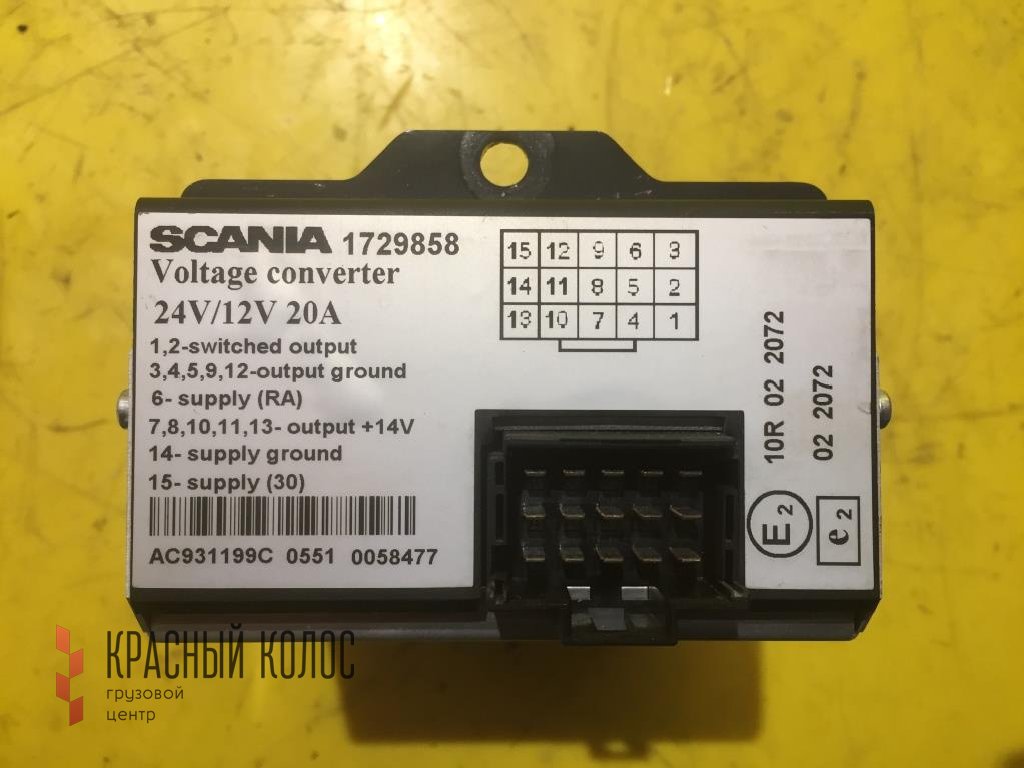 SCANIA 1729858
Voltage converter
24V/12V 20A
1,2-switched output
3,4,5,9,12-output ground
6- supply (RA)
7,8,10,11,13- output +14V
14- supply ground
15- supply (30)
AC931199C 0551 0058477
15 12 9 6 3
14 11 8 5 2
13 10 7 4 1
10R 02 2072
02 2072
E2
e2
КРАСНЫЙ КОЛОС
грузовой
центр